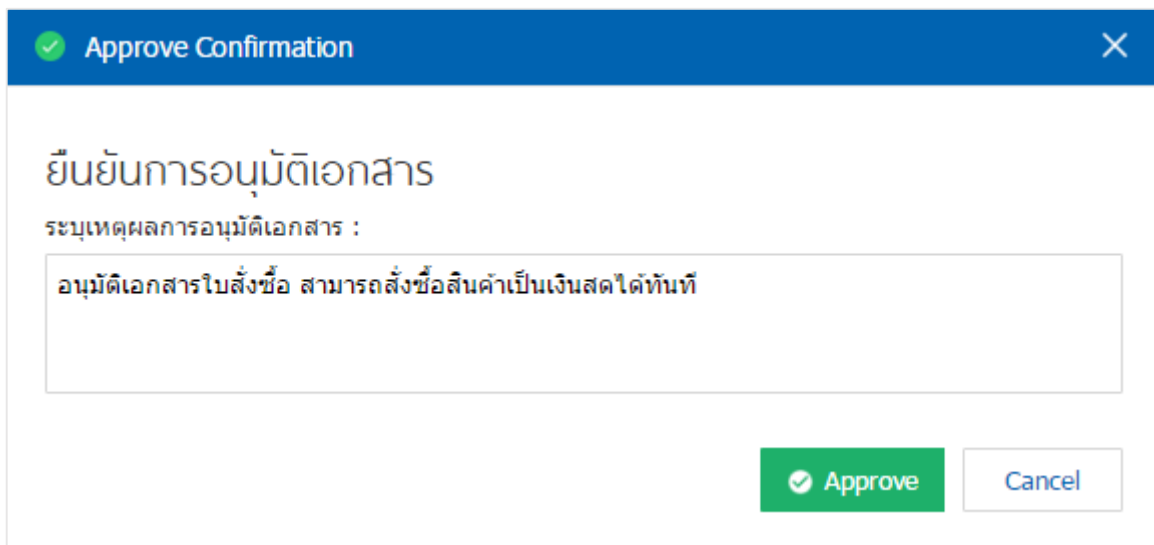 Approve Confirmation
ยืนยันการอนุมัติเอกสาร
ระบุเหตุผลการอนุมัติเอกสาร :
อนุมัติเอกสารใบสั่งซื้อ สามารถสั่งซื้อสินค้าเป็นเงินสดได้ทันที
Approve Cancel